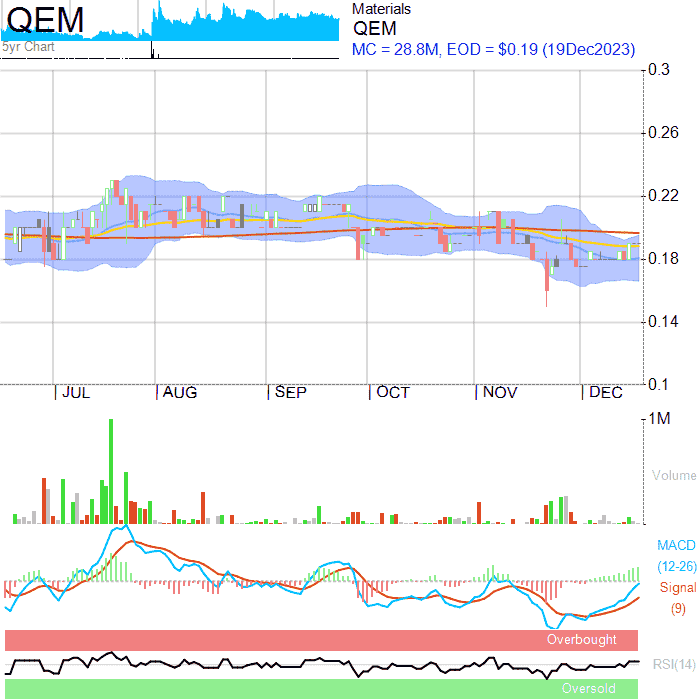 QEM
5yr Chart
Materials
QEM
MC = 28.8M, EOD = $0.19 (19Dec2023)
0.3
0.26
0.22
0.18
0.14
0.1
JUL AUG SEP OCT NOV DEC
1M
Volume
MACD
(12-26)
Signal
(9)
Overbought
RSI(14)
Oversold